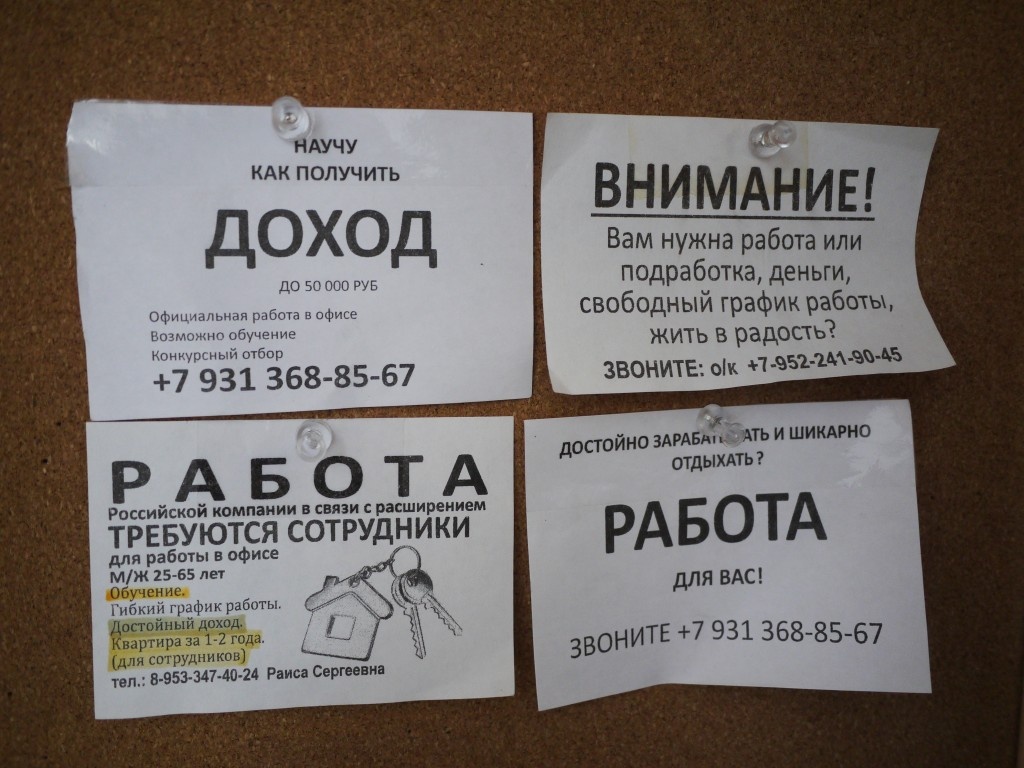 НАУЧУ
КАК ПОЛУЧИТЬ
ДОХОД
ДО 50 000 РУБ
Официальная работа в офисе
Возможно обучение
Конкурсный отбор
+7 931 368-85-67
ВНИМАНИЕ!
Вам нужна работа или
подработка, деньги,
свободный график работы,
жить в радость?
ЗВОНИТЕ: о/к +7-952-241-90-45
РАБОТА
Российской компании в связи с расширением
ТРЕБУЮТСЯ СОТРУДНИКИ
для работы в офисе
М/Ж 25-65 лет
Обучение.
Гибкий график работы.
Достойный доход.
Квартира за 1-2 года.
(для сотрудников)
тел.: 8-953-347-40-24 Раиса Сергеевна
ДОСТОЙНО ЗАРАБАТЫВАТЬ И ШИКАРНО
ОТДЫХАТЬ?
РАБОТА
ДЛЯ ВАС!
ЗВОНИТЕ +7 931 368-85-67